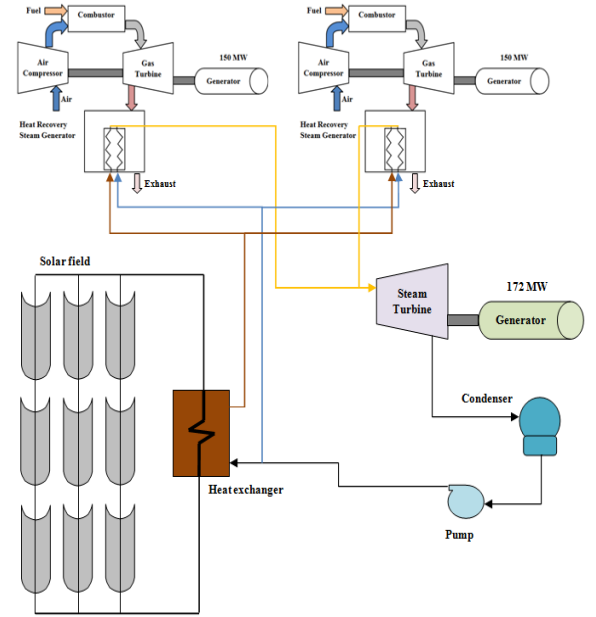 Fuel
Combustor
Air
Compressor
Gas
Turbine
150 MW
Generator
Air
Heat Recovery
Steam Generator
Exhaust
Fuel
Combustor
Air
Compressor
Gas
Turbine
150 MW
Generator
Air
Heat Recovery
Steam Generator
Exhaust
Solar field
Steam
Turbine
172 MW
Generator
Condenser
Heat exchanger
Pump